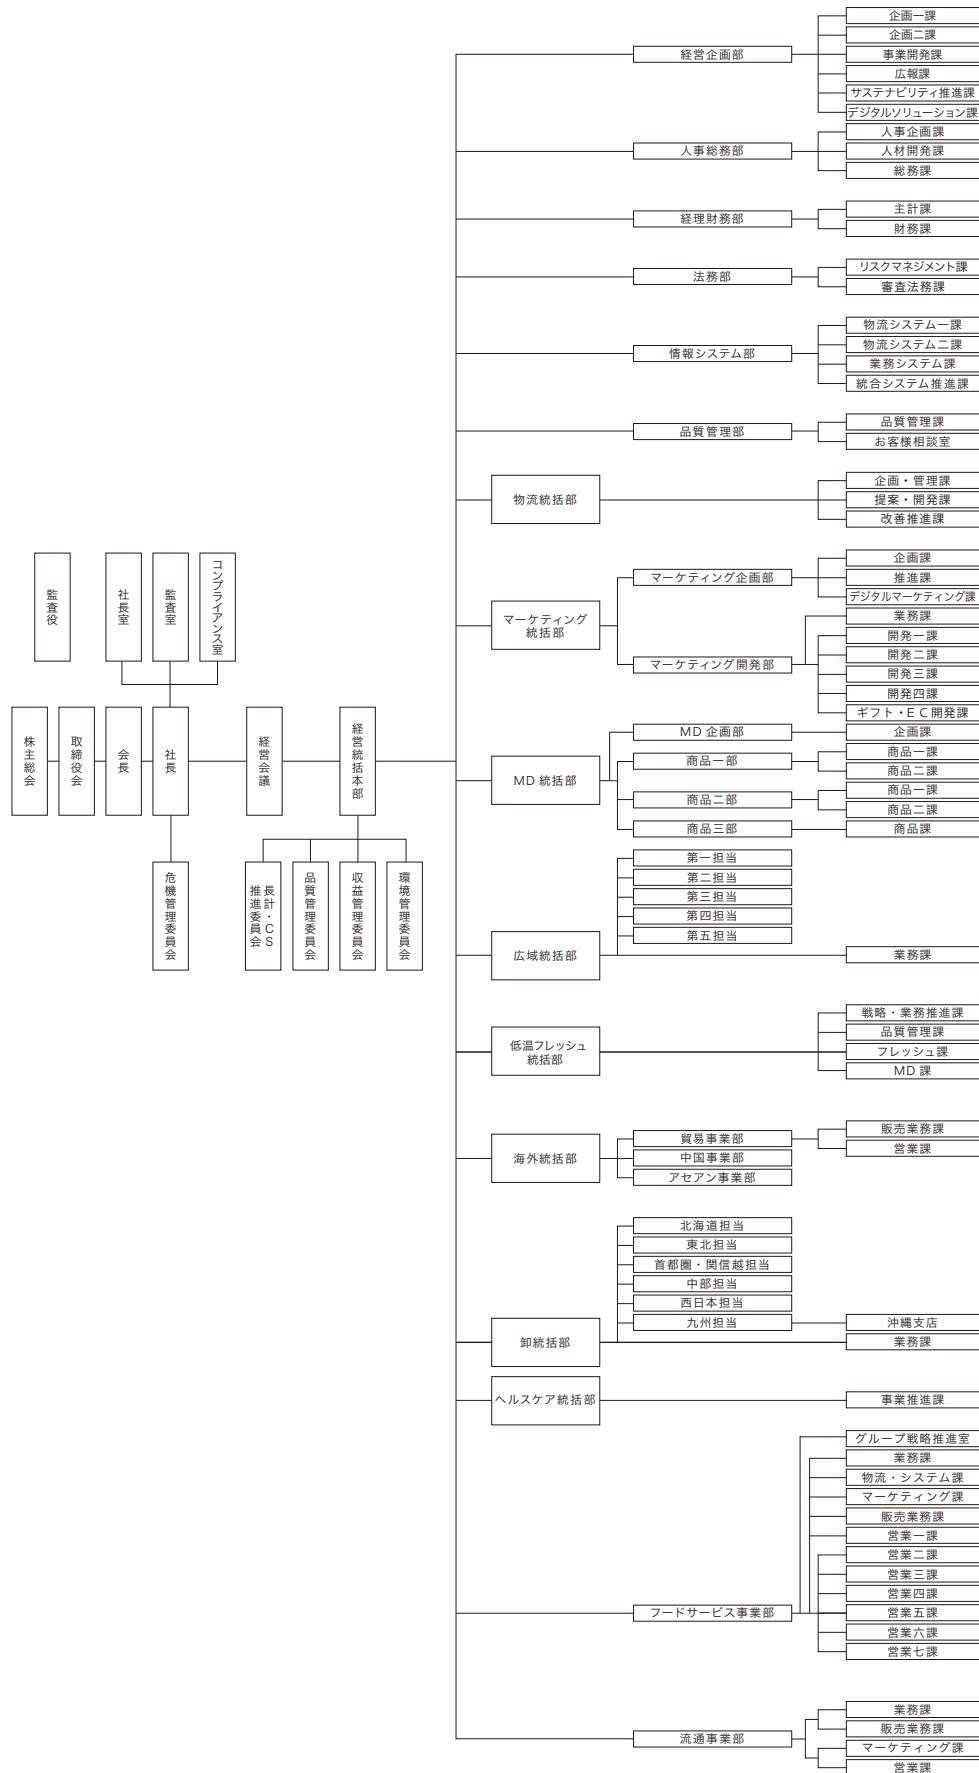 監査役
社長室
監査室
コンプライアンス室
株主総会
取締役会
会長
社長
経営会議
経営統括本部
危機管理委員会
長計・CS
推進委員会
品質管理委員会
収益管理委員会
環境管理委員会
経営企画部
企画一課
企画二課
事業開発課
広報課
サステナビリティ推進課
デジタルソリューション課
人事総務部
人事企画課
人材開発課
総務課
経理財務部
主計課
財務課
法務部
リスクマネジメント課
審査法務課
情報システム部
物流システム一課
物流システム二課
業務システム課
統合システム推進課
品質管理部
品質管理課
お客様相談室
物流統括部
企画・管理課
提案・開発課
改善推進課
マーケティング
統括部
マーケティング企画部
企画課
推進課
デジタルマーケティング課
マーケティング開発部
業務課
開発一課
開発二課
開発三課
開発四課
ギフト・EC開発課
MD 統括部
MD 企画部
企画課
商品一部
商品一課
商品二課
商品二部
商品一課
商品二課
商品三部
商品課
広域統括部
第一担当
第二担当
第三担当
第四担当
第五担当
業務課
低温フレッシュ
統括部
戦略・業務推進課
品質管理課
フレッシュ課
MD 課
海外統括部
貿易事業部
販売業務課
営業課
中国事業部
アセアン事業部
卸統括部
北海道担当
東北担当
首都圏・関信越担当
中部担当
西日本担当
九州担当
沖縄支店
業務課
ヘルスケア統括部
事業推進課
フードサービス事業部
グループ戦略推進室
業務課
物流・システム課
マーケティング課
販売業務課
営業一課
営業二課
営業三課
営業四課
営業五課
営業六課
営業七課
流通事業部
業務課
販売業務課
マーケティング課
営業課